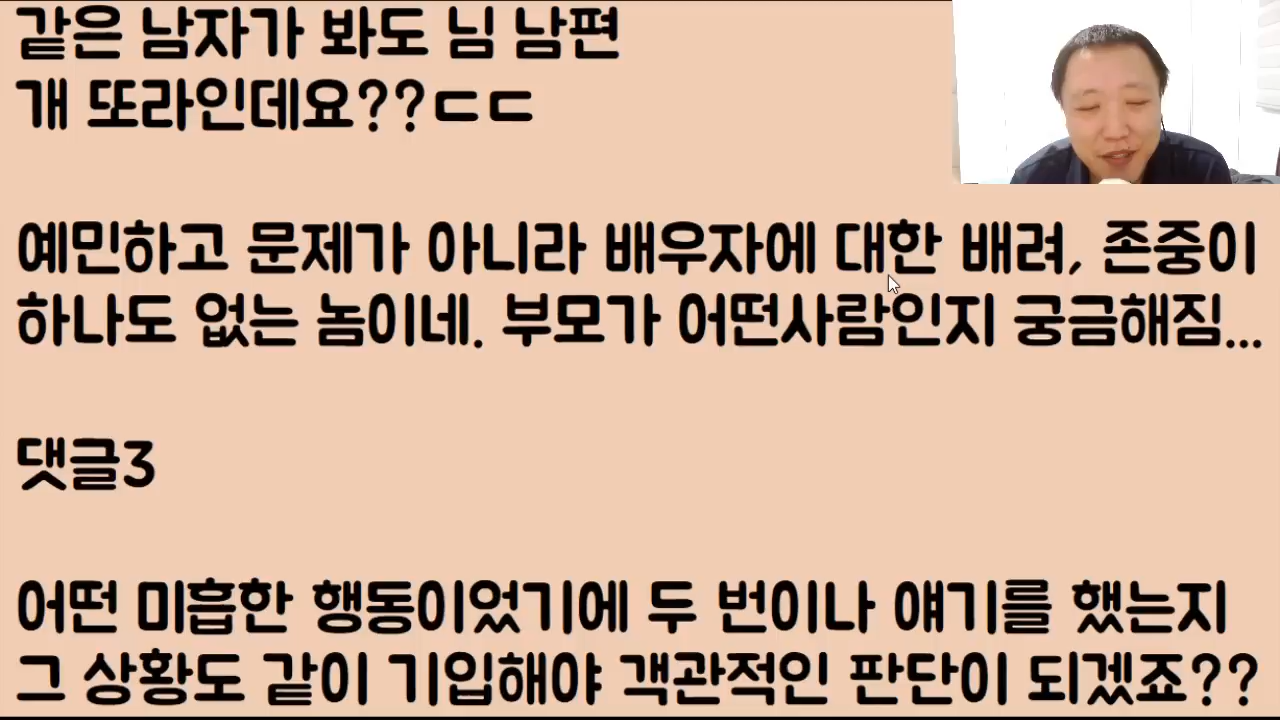 같은 남자가 봐도 님 남편
개 또라인데요??ㄷㄷ
예민하고 문제가 아니라 배우자에 대한 배려, 존중이
하나도 없는 놈이네. 부모가 어떤사람인지 궁금해짐...
댓글3
어떤 미흡한 행동이었기에 두 번이나 얘기를 했는지
그 상황도 같이 기입해야 객관적인 판단이 되겠죠??